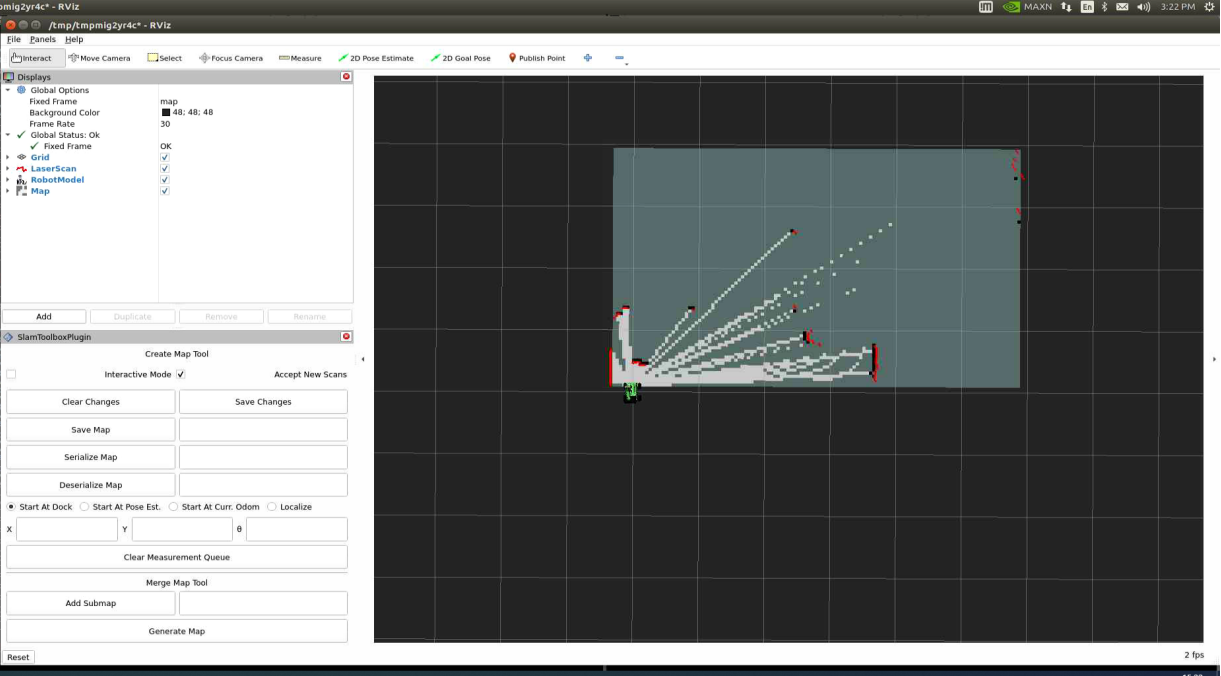 pmig2yr4c* - RViz
MAXN En 3:22 PM
/tmp/tmpmig2yr4c* - RViz
File Panels Help
Interact Move Camera Select Focus Camera Measure 2D Pose Estimate 2D Goal Pose Publish Point
Displays
Global Options
Fixed Frame map
Background Color 48; 48; 48
Frame Rate 30
Global Status: Ok
Fixed Frame OK
Grid
LaserScan
RobotModel
Map
Add Duplicate Remove Rename
SlamToolboxPlugin
Create Map Tool
Interactive Mode Accept New Scans
Clear Changes Save Changes
Save Map
Serialize Map
Deserialize Map
Start At Dock Start At Pose Est. Start At Curr. Odom Localize
X Y θ
Clear Measurement Queue
Merge Map Tool
Add Submap
Generate Map
Reset 2 fps